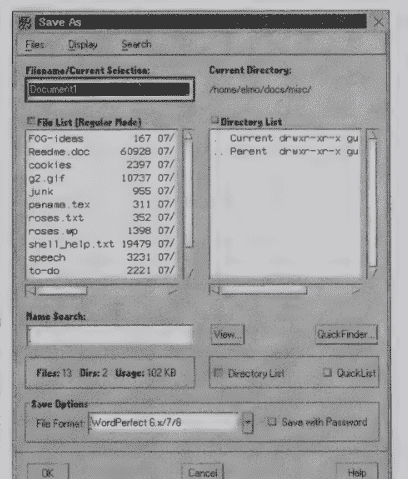 Save As
Files Display Search
Filename/Current Selection:
Document1
Current Directory:
/home/elmo/docs/misc/
File List (Regular Mode)
FOG-ideas 167 07/
Readme.doc 60928 07/
cookies 2397 07/
g2.gif 10737 07/
junk 955 07/
panama.tex 311 07/
roses.txt 352 07/
roses.wp 1398 07/
shell_help.txt 19479 07/
speech 3231 07/
to-do 2221 07/
Directory List
. Current drwxr-xr-x gu
.. Parent drwxr-xr-x gu
Name Search:
View... QuickFinder...
Files: 13 Dirs: 2 Usage: 102 KB
Directory List QuickList
Save Options
File Format: WordPerfect 6.x/7/8
Save with Password
OK Cancel Help